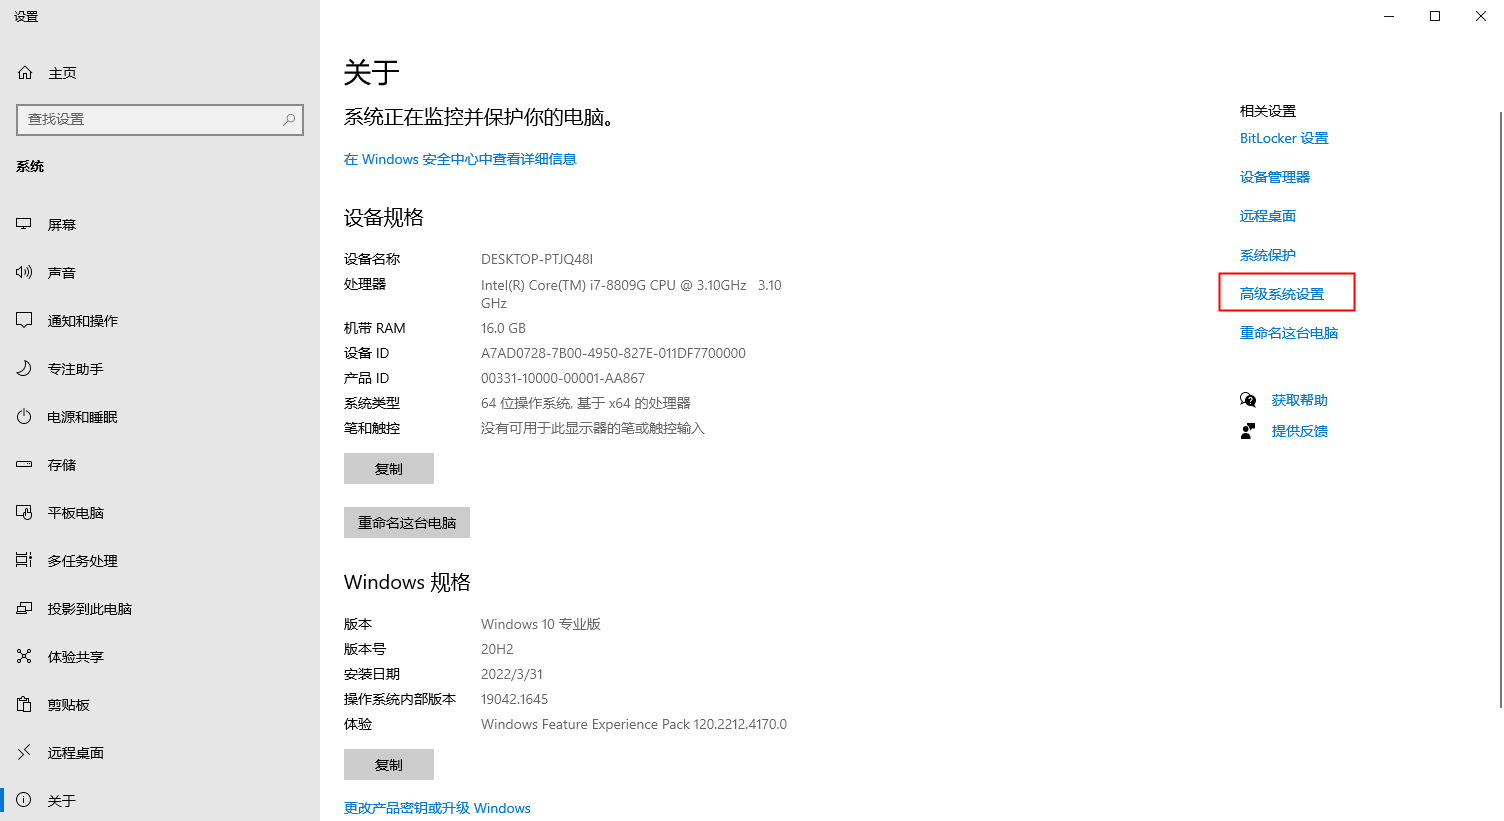 设置
主页
查找设置
系统
屏幕
声音
通知和操作
专注助手
电源和睡眠
存储
平板电脑
多任务处理
投影到此电脑
体验共享
剪贴板
远程桌面
关于
关于
系统正在监控并保护你的电脑。
在 Windows 安全中心中查看详细信息
设备规格
设备名称 DESKTOP-PTJQ48I
处理器 Intel(R) Core(TM) i7-8809G CPU @ 3.10GHz 3.10
GHz
机带 RAM 16.0 GB
设备 ID A7AD0728-7B00-4950-827E-011DF7700000
产品 ID 00331-10000-00001-AA867
系统类型 64 位操作系统, 基于 x64 的处理器
笔和触控 没有可用于此显示器的笔或触控输入
复制
重命名这台电脑
Windows 规格
版本 Windows 10 专业版
版本号 20H2
安装日期 2022/3/31
操作系统内部版本 19042.1645
体验 Windows Feature Experience Pack 120.2212.4170.0
复制
更改产品密钥或升级 Windows
相关设置
BitLocker 设置
设备管理器
远程桌面
系统保护
高级系统设置
重命名这台电脑
获取帮助
提供反馈